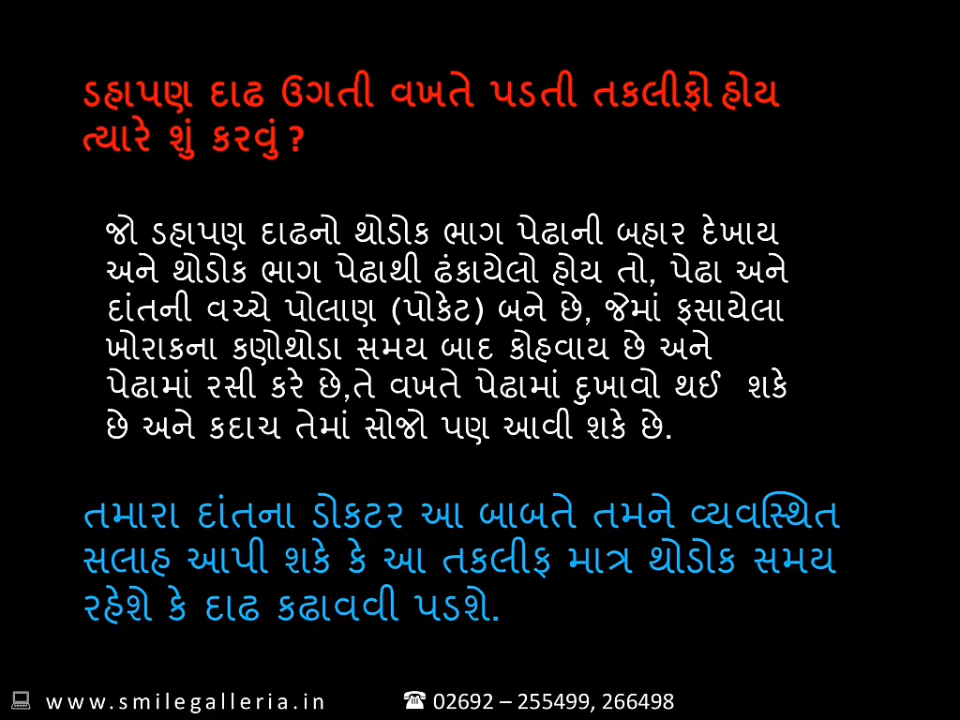 ડહાપણ દાઢ ઉગતી વખતે પડતી તકલીફો હોય
ત્યારે શું કરવું ?
જો ડહાપણ દાઢનો થોડોક ભાગ પેઢાની બહાર દેખાય
અને થોડોક ભાગ પેઢાથી ઢંકાયેલો હોય તો, પેઢા અને
દાંતની વચ્ચે પોલાણ (પોકેટ) બને છે, જેમાં ફસાયેલા
ખોરાકના કણોથોડા સમય બાદ કોહવાય છે અને
પેઢામાં રસી કરે છે,તે વખતે પેઢામાં દુખાવો થઈ શકે
છે અને કદાચ તેમાં સોજો પણ આવી શકે છે.
તમારા દાંતના ડોકટર આ બાબતે તમને વ્યવસ્થિત
સલાહ આપી શકે કે આ તકલીફ માત્ર થોડોક સમય
રહેશે કે દાઢ કઢાવવી પડશે.
www.smilegalleria.in ☎ 02692 – 255499, 266498